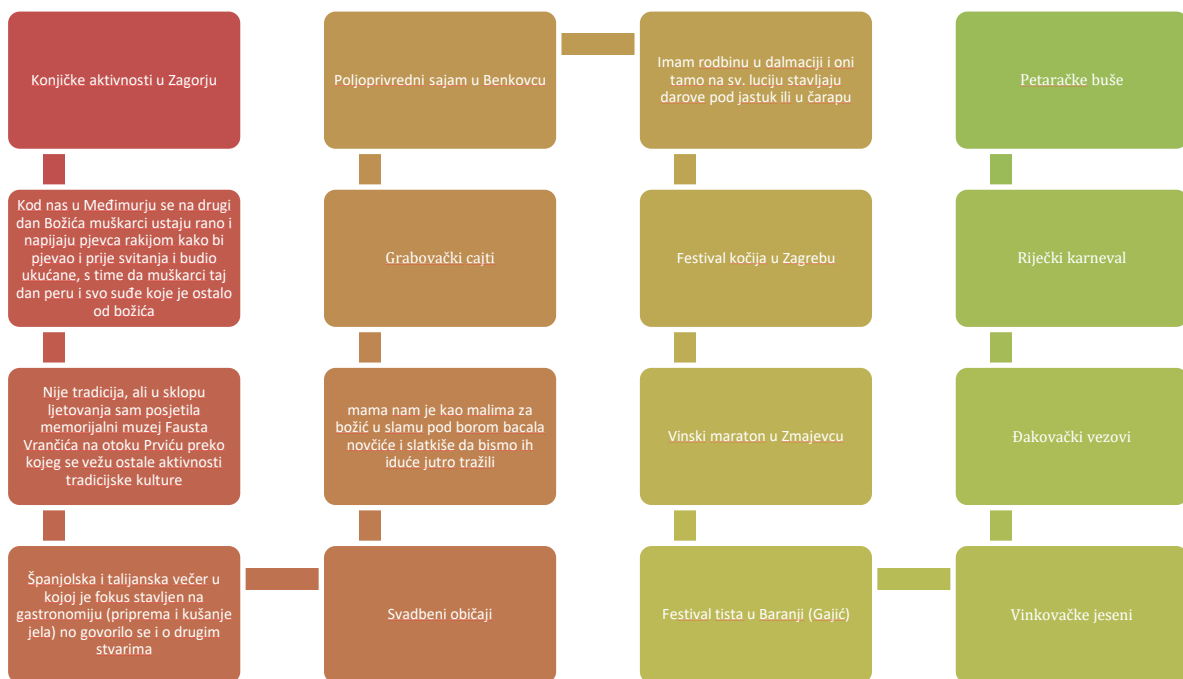 Konjičke aktivnosti u Zagorju
Kod nas u Međimurju se na drugi
dan Božića muškarci ustaju rano i
napijaju pjevca rakijom kako bi
pjevao i prije svitanja i budio
ukućane, s time da muškarci taj
dan peru i svo suđe koje je ostalo
od božića
Nije tradicija, ali u sklopu
ljetovanja sam posjetila
memorijalni muzej Fausta
Vrančića na otoku Prviću preko
kojeg se vežu ostale aktivnosti
tradicijske kulture
Španjolska i talijanska večer u
kojoj je fokus stavljen na
gastronomiju (priprema i kušanje
jela) no govorilo se i o drugim
stvarima
Svadbeni običaji
mama nam je kao malima za
božić u slamu pod borom bacala
novčiće i slatkiše da bismo ih
iduće jutro tražili
Grabovački cajti
Poljoprivredni sajam u Benkovcu
Imam rodbinu u dalmaciji i oni
tamo na sv. luciju stavljaju
darove pod jastuk ili u čarapu
Festival kočija u Zagrebu
Vinski maraton u Zmajevcu
Festival tista u Baranji (Gajić)
Vinkovačke jeseni
Đakovački vezovi
Riječki karneval
Petaračke buše